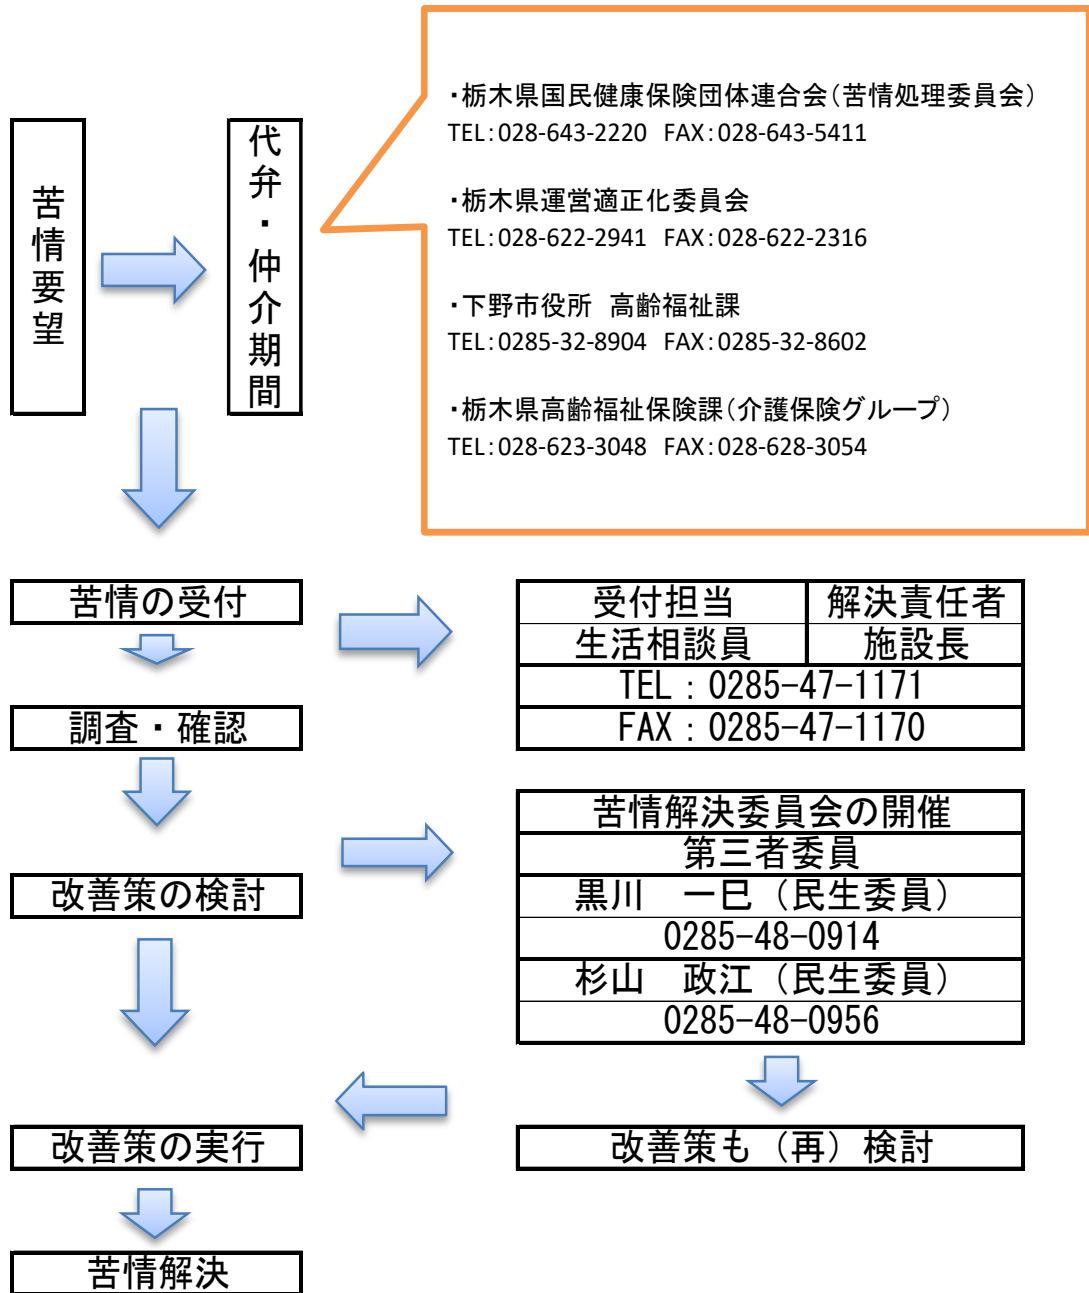 苦情要望
代弁・仲介期間
・栃木県国民健康保険団体連合会(苦情処理委員会)
TEL:028-643-2220 FAX:028-643-5411
・栃木県運営適正化委員会
TEL:028-622-2941 FAX:028-622-2316
・下野市役所 高齢福祉課
TEL:0285-32-8904 FAX:0285-32-8602
・栃木県高齢福祉保険課(介護保険グループ)
TEL:028-623-3048 FAX:028-628-3054
苦情の受付
受付担当 解決責任者
生活相談員 施設長
TEL:0285-47-1171
FAX:0285-47-1170
調査・確認
改善策の検討
苦情解決委員会の開催
第三者委員
黒川 一巳(民生委員)
0285-48-0914
杉山 政江(民生委員)
0285-48-0956
改善策も(再)検討
改善策の実行
苦情解決